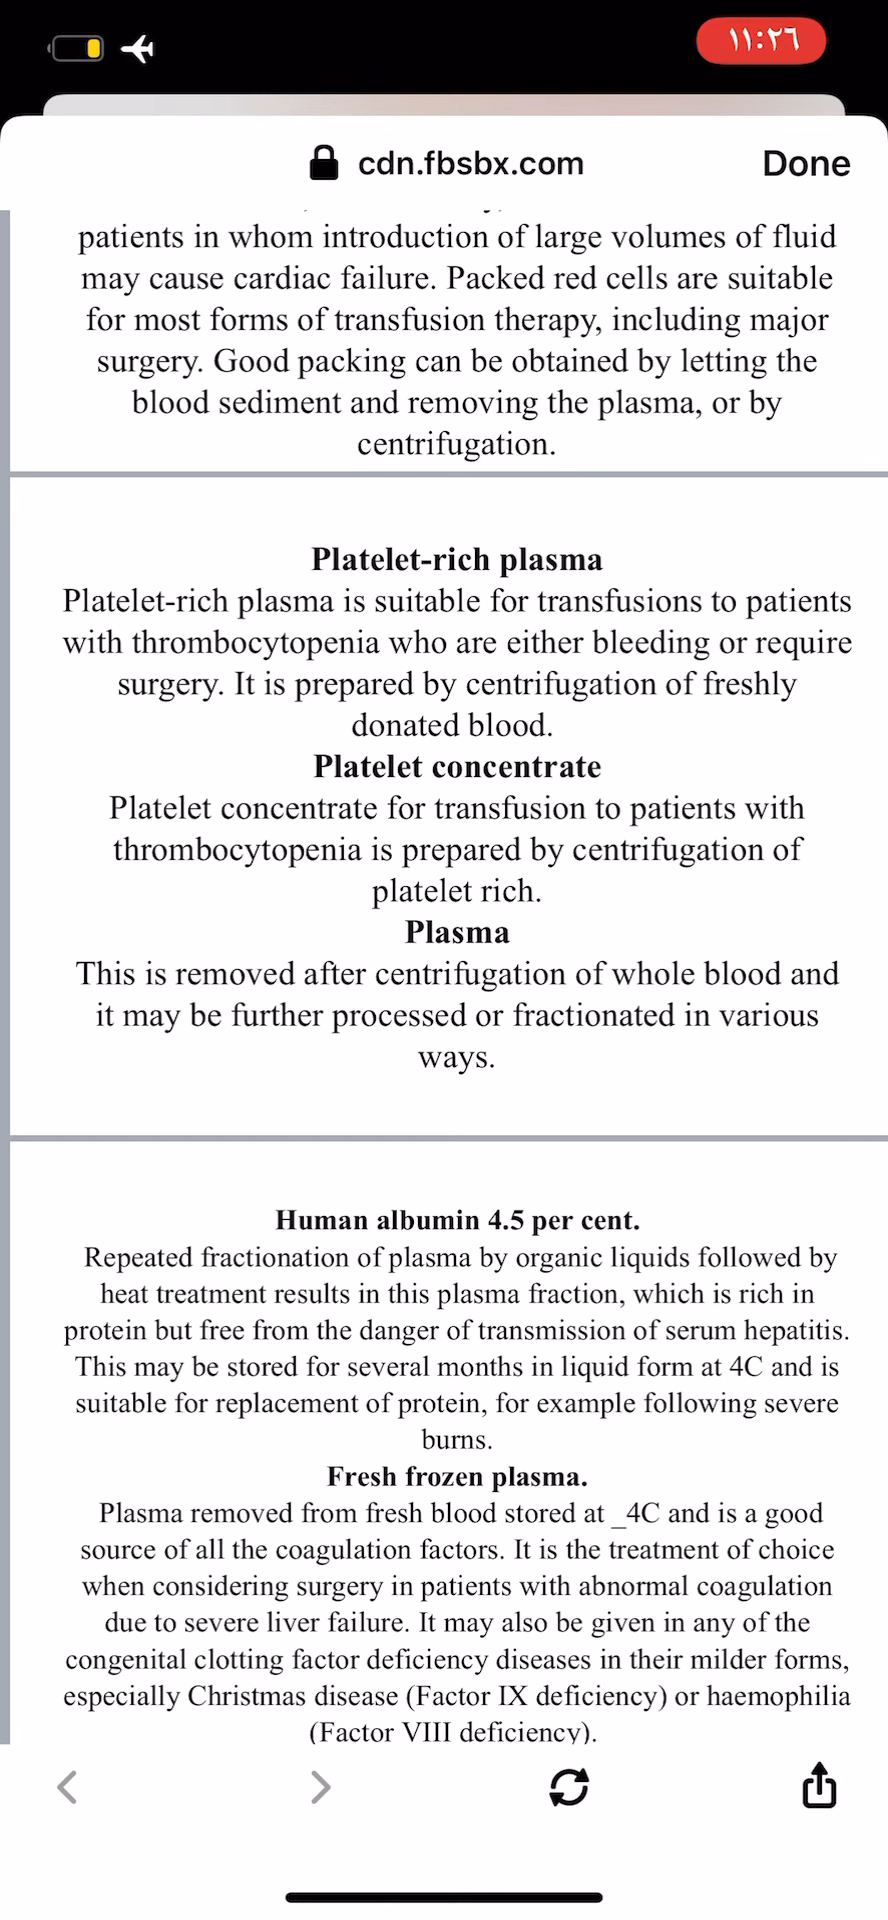 ١١:٢٦
cdn.fbsbx.com
Done
patients in whom introduction of large volumes of fluid
may cause cardiac failure. Packed red cells are suitable
for most forms of transfusion therapy, including major
surgery. Good packing can be obtained by letting the
blood sediment and removing the plasma, or by
centrifugation.
Platelet-rich plasma
Platelet-rich plasma is suitable for transfusions to patients
with thrombocytopenia who are either bleeding or require
surgery. It is prepared by centrifugation of freshly
donated blood.
Platelet concentrate
Platelet concentrate for transfusion to patients with
thrombocytopenia is prepared by centrifugation of
platelet rich.
Plasma
This is removed after centrifugation of whole blood and
it may be further processed or fractionated in various
ways.
Human albumin 4.5 per cent.
Repeated fractionation of plasma by organic liquids followed by
heat treatment results in this plasma fraction, which is rich in
protein but free from the danger of transmission of serum hepatitis.
This may be stored for several months in liquid form at 4C and is
suitable for replacement of protein, for example following severe
burns.
Fresh frozen plasma.
Plasma removed from fresh blood stored at _4C and is a good
source of all the coagulation factors. It is the treatment of choice
when considering surgery in patients with abnormal coagulation
due to severe liver failure. It may also be given in any of the
congenital clotting factor deficiency diseases in their milder forms,
especially Christmas disease (Factor IX deficiency) or haemophilia
(Factor VIII deficiency).